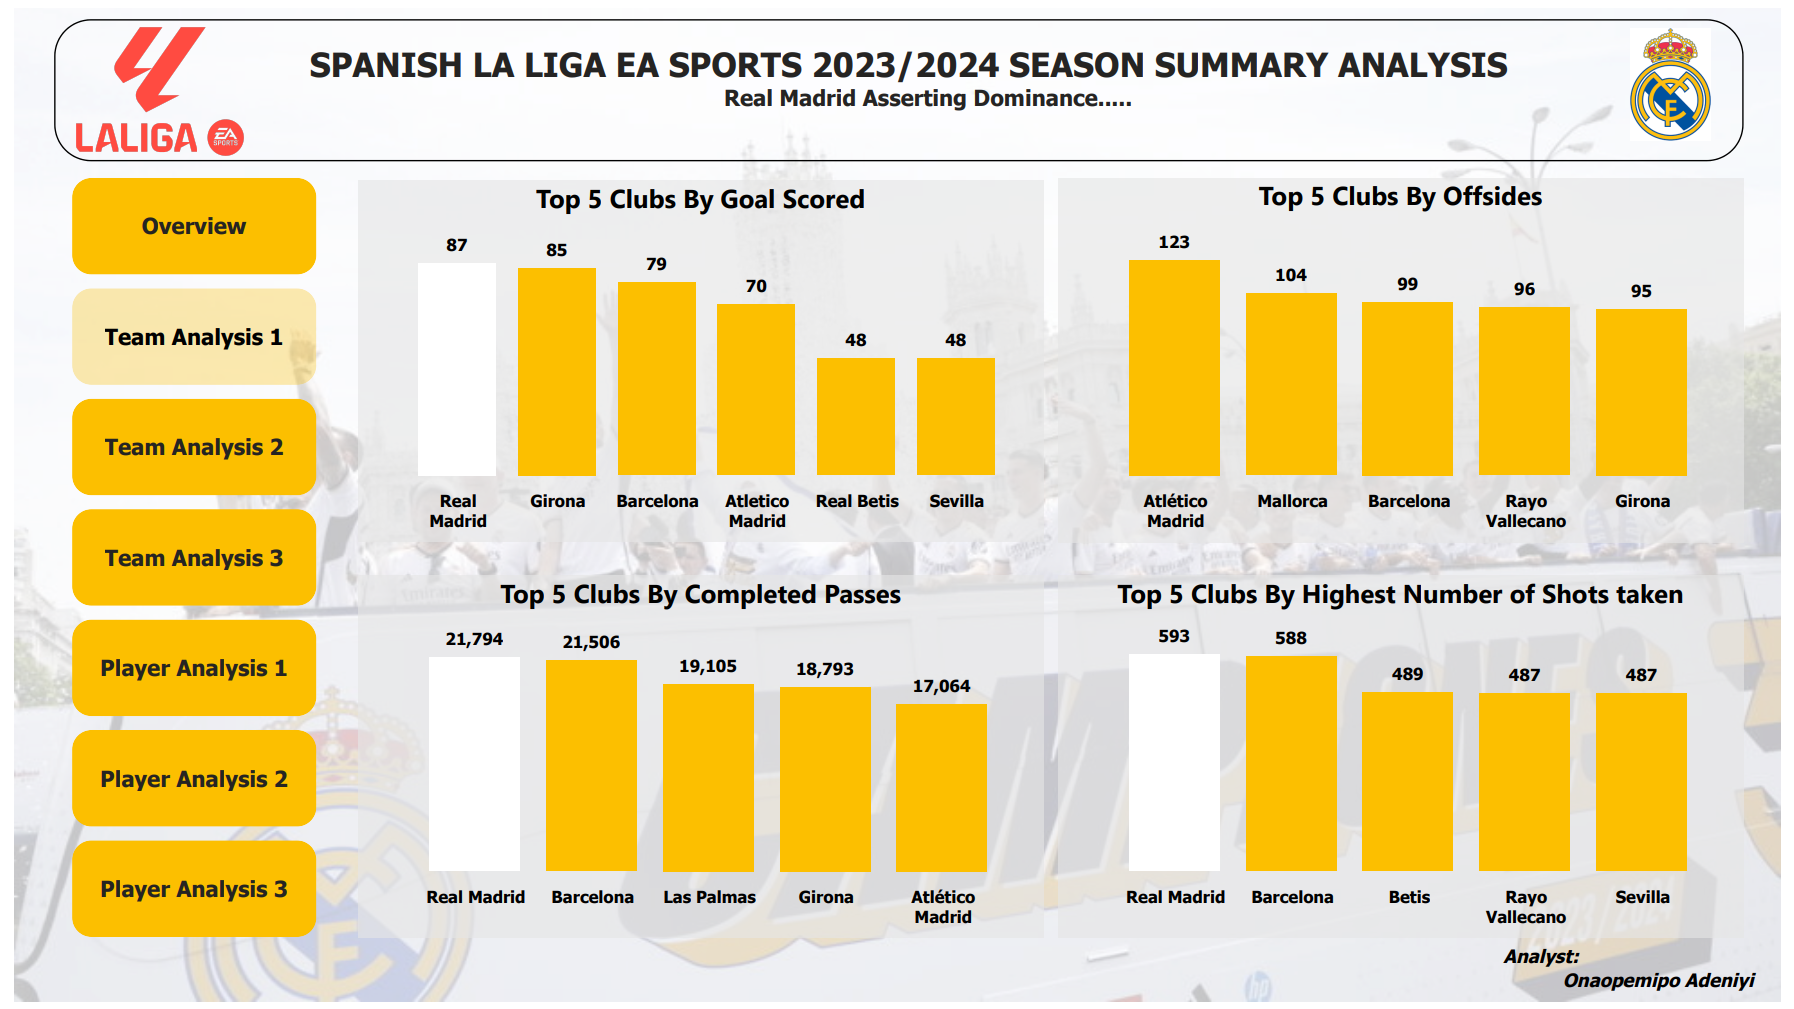 SPANISH LA LIGA EA SPORTS 2023/2024 SEASON SUMMARY ANALYSIS
Real Madrid Asserting Dominance.....
LALIGA
EA
SPORTS
Overview
Team Analysis 1
Team Analysis 2
Team Analysis 3
Player Analysis 1
Player Analysis 2
Player Analysis 3
Top 5 Clubs By Goal Scored
87
85
79
70
48
48
Real
Madrid
Girona
Barcelona
Atletico
Madrid
Real Betis
Sevilla
Top 5 Clubs By Offsides
123
104
99
96
95
Atlético
Madrid
Mallorca
Barcelona
Rayo
Vallecano
Girona
Top 5 Clubs By Completed Passes
21,794
21,506
19,105
18,793
17,064
Real Madrid
Barcelona
Las Palmas
Girona
Atlético
Madrid
Top 5 Clubs By Highest Number of Shots taken
593
588
489
487
487
Real Madrid
Barcelona
Betis
Rayo
Vallecano
Sevilla
2023/2024
hp
Analyst:
Onaopemipo Adeniyi